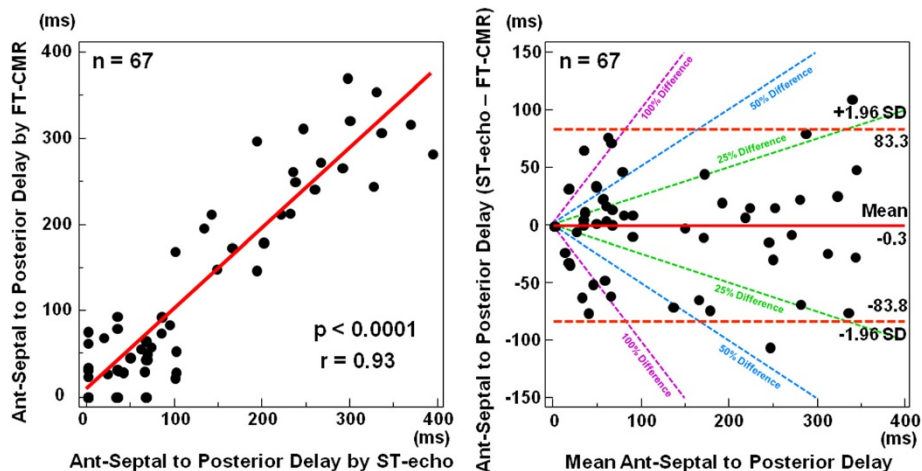 (ms)
Ant-Septal to Posterior Delay by FT-CMR
n = 67
400
300
200
100
0
p < 0.0001
r = 0.93
0
100
200
300
400
(ms)
Ant-Septal to Posterior Delay by ST-echo
(ms)
Ant-Septal to Posterior Delay (ST-echo – FT-CMR)
n = 67
150
100
50
0
-50
-100
-150
100% Difference
50% Difference
25% Difference
+1.96 SD
83.3
Mean
-0.3
25% Difference
-83.8
-1.96 SD
50% Difference
100% Difference
0
100
200
300
400
(ms)
Mean Ant-Septal to Posterior Delay